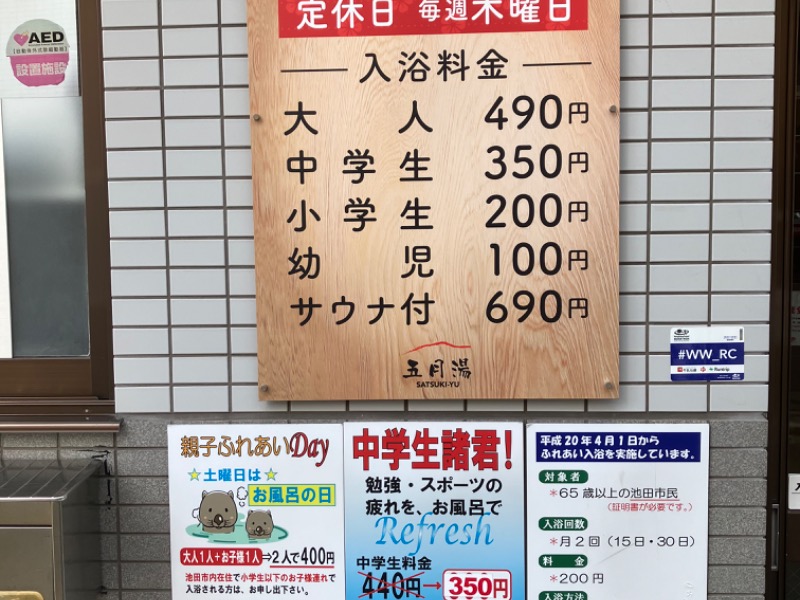 AED
設置施設
定休日 毎週木曜日
入浴料金
大人 490円
中学生 350円
小学生 200円
幼児 100円
サウナ付 690円
五月湯
SATSUKI-YU
#WW_RC
親子ふれあいDay
☆土曜日は☆
お風呂の日
大人1人+お子様1人⇒2人で400円
池田市内在住で小学生以下のお子様連れで
入浴される方は、お申し出下さい。
中学生諸君!
勉強・スポーツの
疲れを、お風呂で
Refresh
中学生料金
440円→350円
平成20年4月1日から
ふれあい入浴を実施しています。
対象者
*65歳以上の池田市民
(証明書が必要です。)
入浴回数
*月2回(15日・30日)
料金
*200円
入浴方法